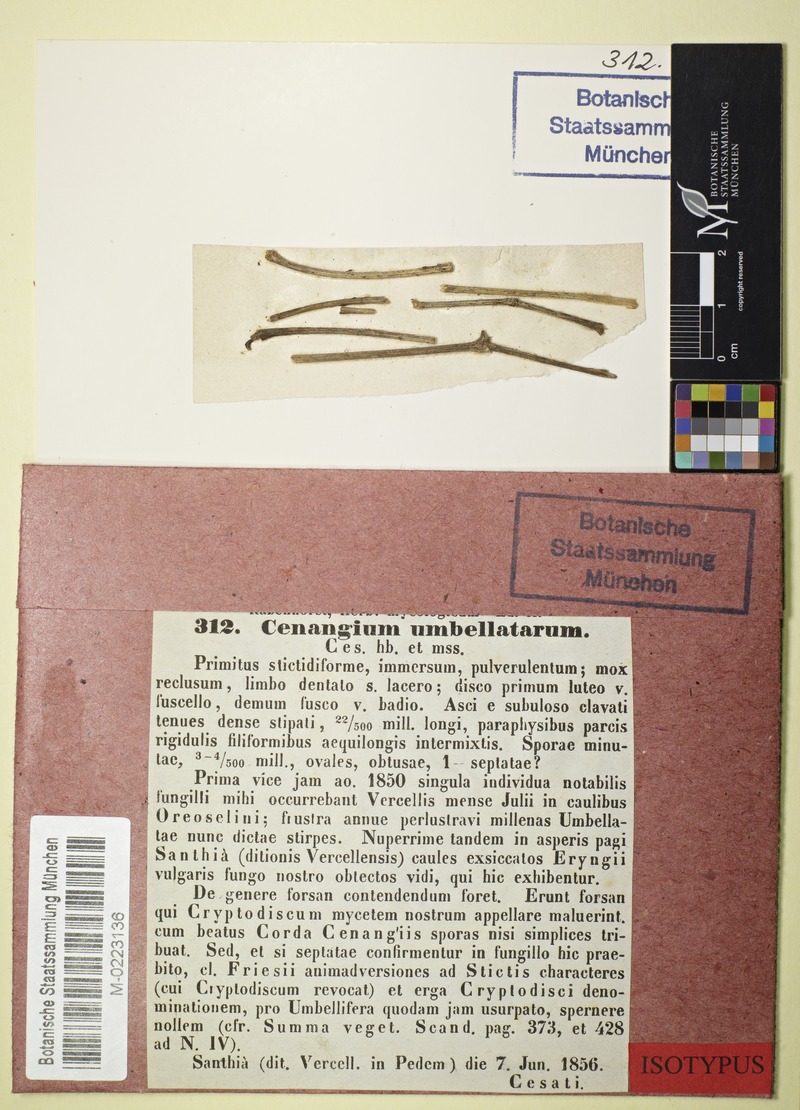 312.
Botanisch
Staatssamm
München
BOTANISCHE
STAATSSAMMLUNG
MÜNCHEN
0 1 2
cm
copyright reserved
Botanische
Staatssammlung
München
312. Cenangium umbellatarum.
Ces. hb. et mss.
Primitus stictidiforme, immersum, pulverulentum; mox
reclusum, limbo dentato s. lacero; disco primum luteo v.
fuscello, demum fusco v. badio. Asci e subuloso clavati
tenues dense stipati, 22/500 mill. longi, paraphysibus parcis
rigidulis filiformibus aequilongis intermixtis. Sporae minu-
tae, 3-4/500 mill., ovales, obtusae, 1-septatae?
Prima vice jam ao. 1850 singula individua notabilis
fungilli mihi occurrebant Vercellis mense Julii in caulibus
Oreoselini; frustra annue perlustravi millenas Umbella-
tae nunc dictae stirpes. Nuperrime tandem in asperis pagi
Santhià (ditionis Vercellensis) caules exsiccatos Eryngii
vulgaris fungo nostro obtectos vidi, qui hic exhibentur.
De genere forsan contendendum foret. Erunt forsan
qui Cryptodiscum mycetem nostrum appellare maluerint.
cum beatus Corda Cenangiis sporas nisi simplices tri-
buat. Sed, et si septatae confirmentur in fungillo hic prae-
bito, cl. Friesii animadversiones ad Stictis characteres
(cui Cryptodiscum revocat) et erga Cryptodisci deno-
minationem, pro Umbellifera quodam jam usurpato, spernere
nollem (cfr. Summa veget. Scand. pag. 373, et 428
ad N. IV).
Santhià (dit. Vercell. in Pedem) die 7. Jun. 1856.
Cesati.
Botanische Staatssammlung München
M-0223136
ISOTYPUS